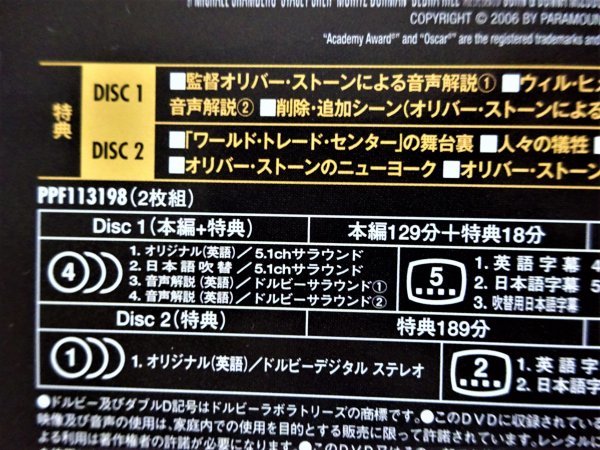 COPYRIGHT © 2006 BY PARAMOUN
"Academy Award®" and "Oscar" are the registered trademarks and
特典
DISC 1
■監督オリバー・ストーンによる音声解説① ■ウィル・ヒメ
音声解説② ■削除・追加シーン(オリバー・ストーンによる
DISC 2
■「ワールド・トレード・センター」の舞台裏 ■人々の犠牲
■オリバー・ストーンのニューヨーク ■オリバー・ストーン
PPF113198(2枚組)
Disc 1(本編+特典)
本編129分+特典18分
4
1. オリジナル(英語)/5.1chサラウンド
2. 日本語吹替/5.1chサラウンド
3. 音声解説(英語)/ドルビーサラウンド①
4. 音声解説(英語)/ドルビーサラウンド②
5
1. 英語字幕 4
2. 日本語字幕 5
3. 吹替用日本語字幕
Disc 2(特典)
特典189分
1
1. オリジナル(英語)/ドルビーデジタル ステレオ
2
1. 英語
2. 日本語
●ドルビー及びダブルD記号はドルビーラボラトリーズの商標です。●このDVDに収録されている
映像及び音声の使用は、家庭内での使用を目的とする販売に限って許諾されています。レンタルに
よる利用は著作権者の許諾が必要になります。